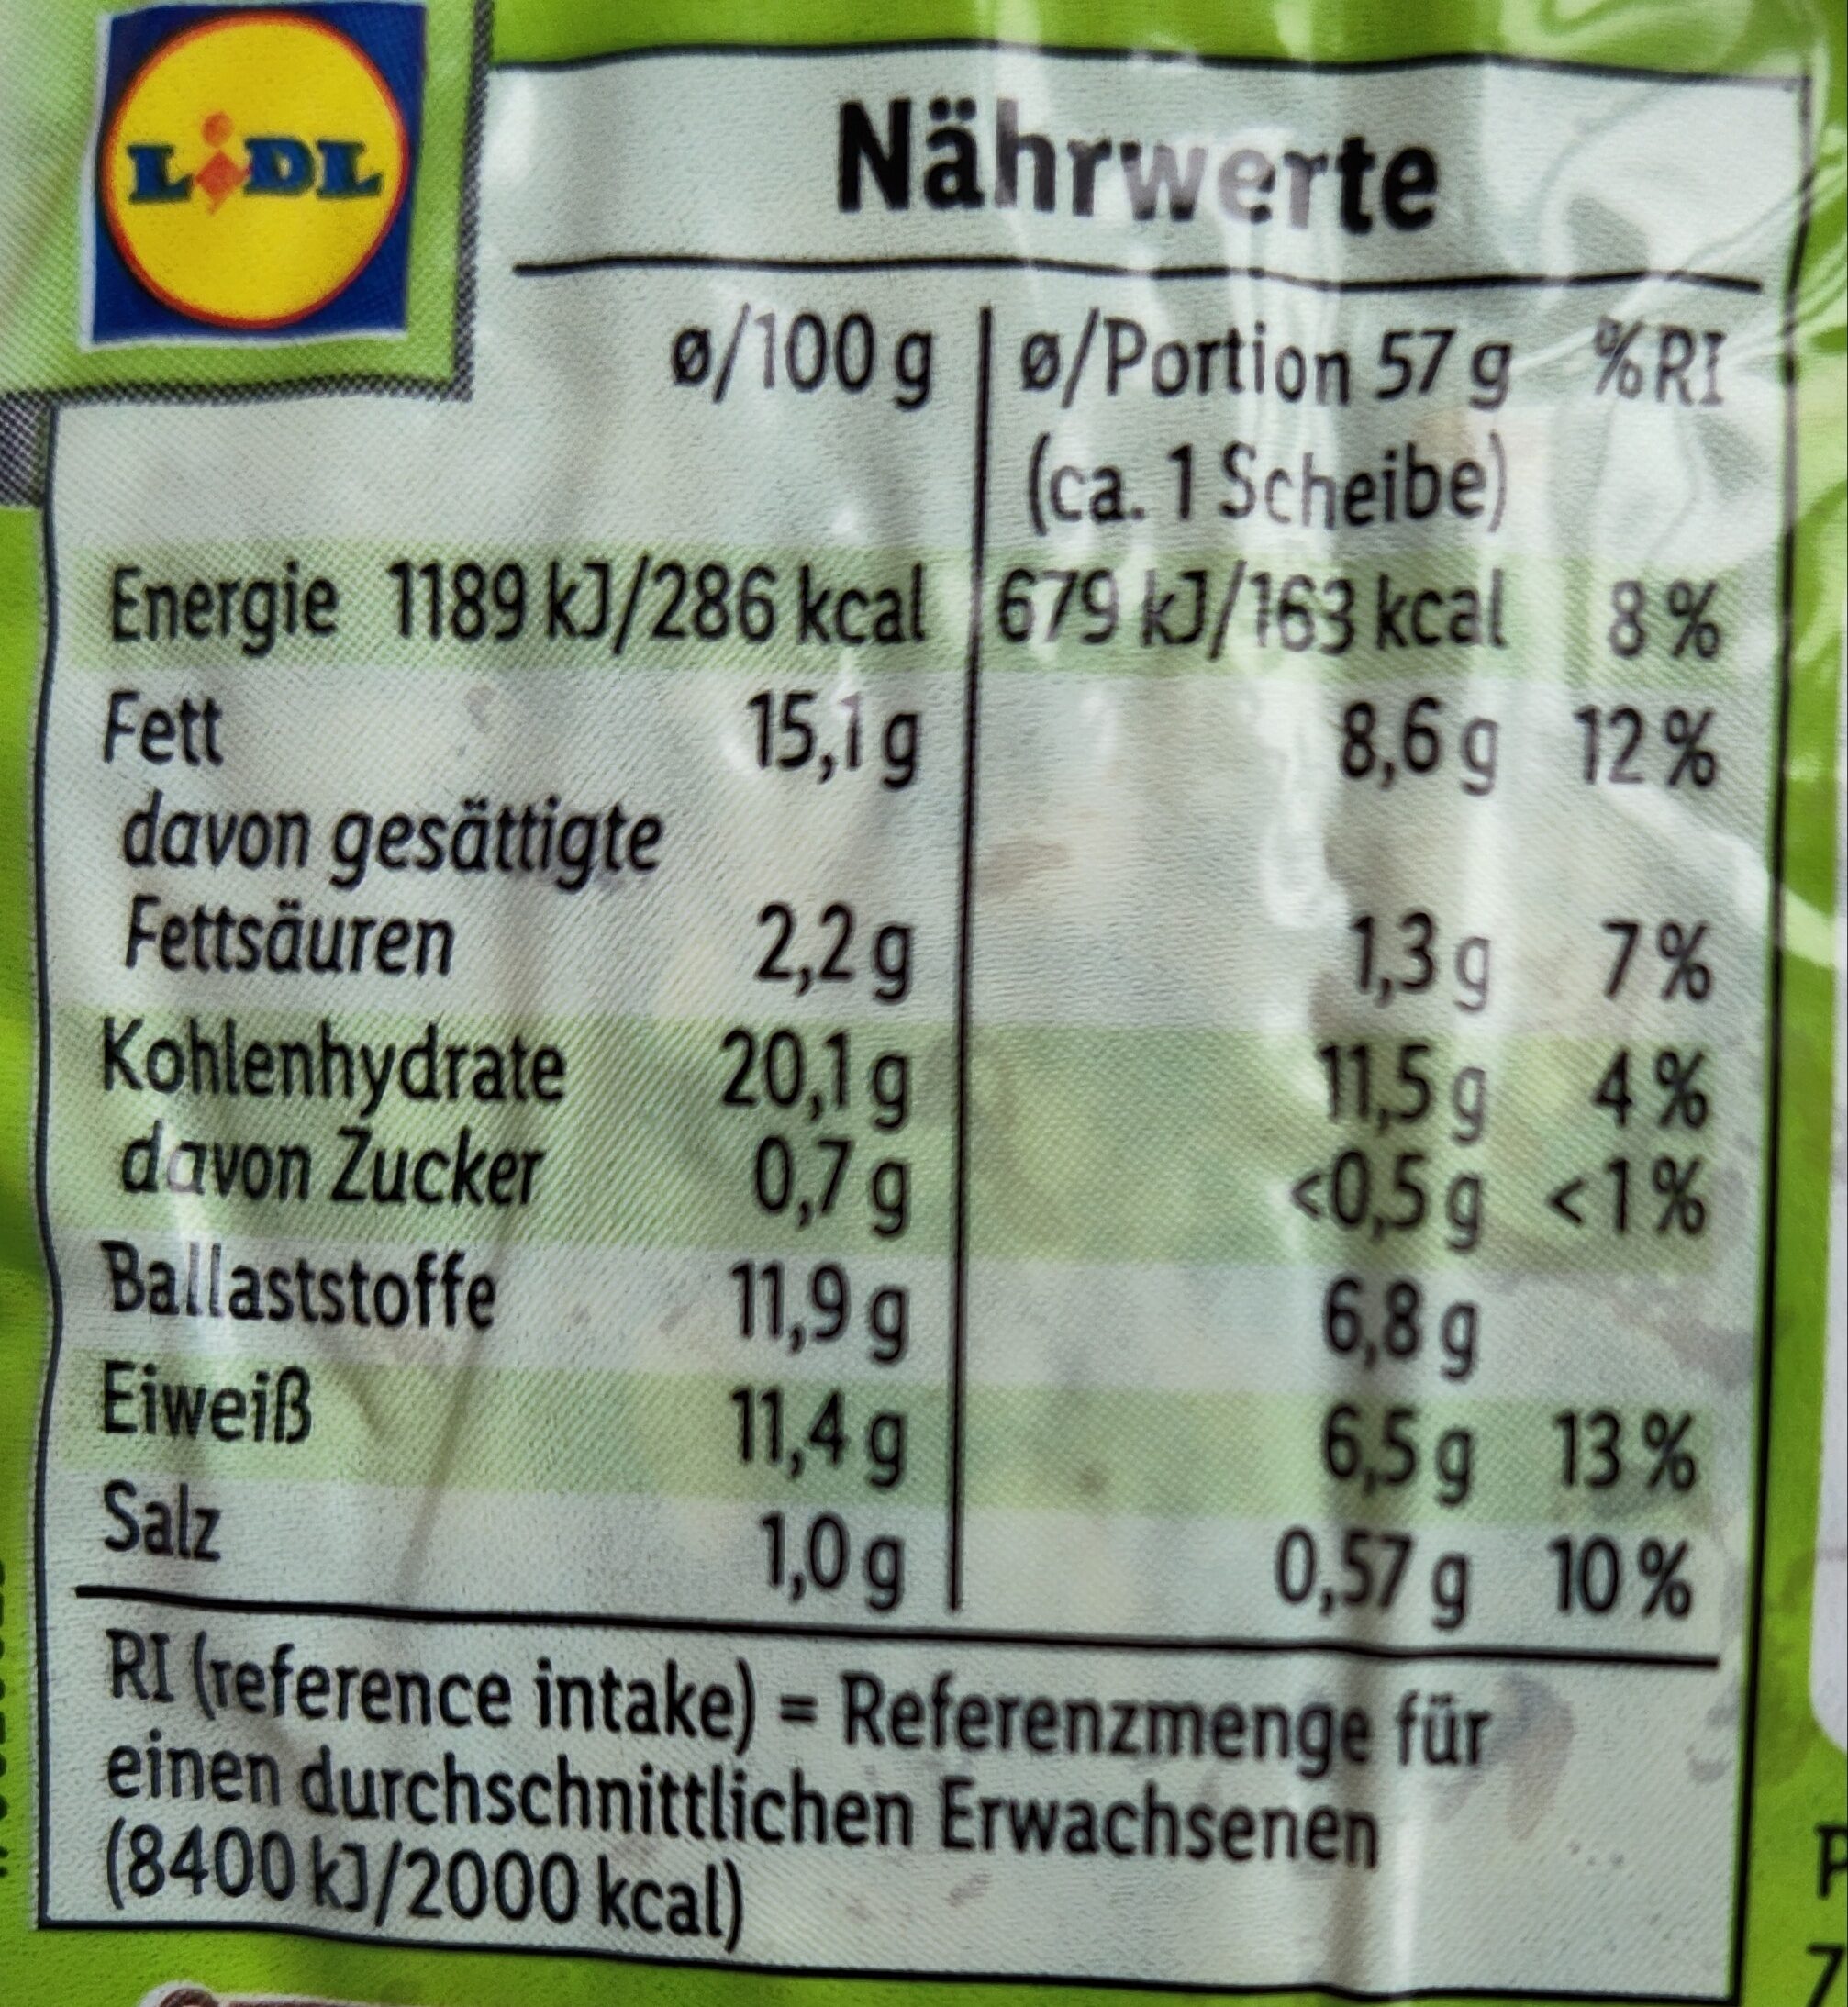 LIDL
Nährwerte
ø/100 g ø/Portion 57 g %RI
(ca. 1 Scheibe)
Energie 1189 kJ/286 kcal 679 kJ/163 kcal 8 %
Fett 15,1 g 8,6 g 12 %
davon gesättigte
Fettsäuren 2,2 g 1,3 g 7 %
Kohlenhydrate 20,1 g 11,5 g 4 %
davon Zucker 0,7 g <0,5 g <1 %
Ballaststoffe 11,9 g 6,8 g
Eiweiß 11,4 g 6,5 g 13 %
Salz 1,0 g 0,57 g 10 %
RI (reference intake) = Referenzmenge für
einen durchschnittlichen Erwachsenen
(8400 kJ/2000 kcal)